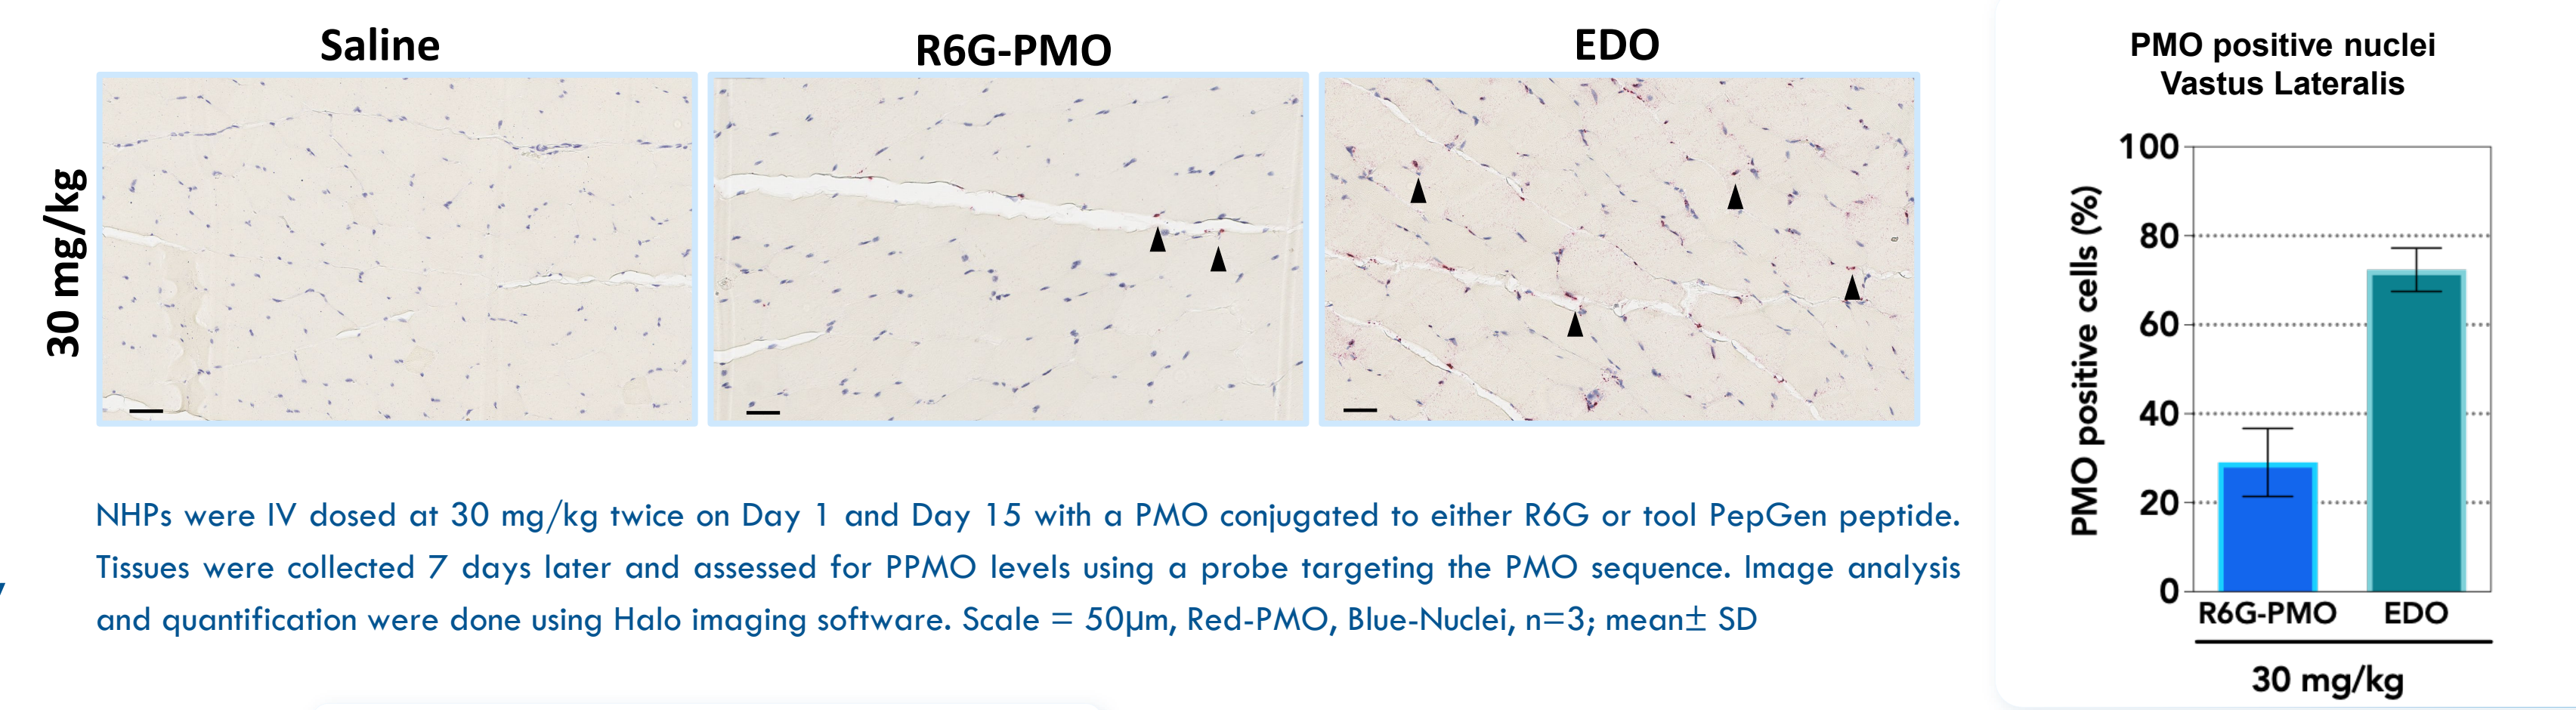 Saline
R6G-PMO
EDO
30 mg/kg
NHPs were IV dosed at 30 mg/kg twice on Day 1 and Day 15 with a PMO conjugated to either R6G or tool PepGen peptide.
Tissues were collected 7 days later and assessed for PPMO levels using a probe targeting the PMO sequence. Image analysis
and quantification were done using Halo imaging software. Scale = 50µm, Red-PMO, Blue-Nuclei, n=3; mean± SD
PMO positive nuclei
Vastus Lateralis
PMO positive cells (%)
100
80
60
40
20
0
R6G-PMO EDO
30 mg/kg